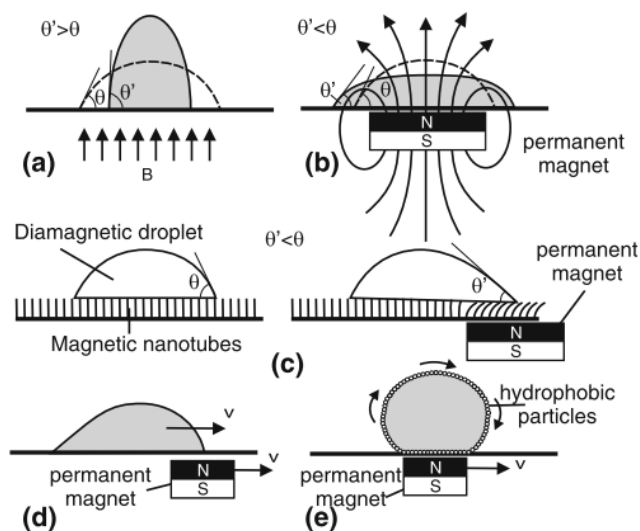 θ'>θ
θ
θ'
B
(a)
θ'<θ
θ'
θ
N
S
permanent
magnet
(b)
Diamagnetic droplet
θ
Magnetic nanotubes
θ'<θ
θ'
permanent
magnet
N
S
(c)
v
permanent
magnet
N
S
v
(d)
hydrophobic
particles
permanent
magnet
N
S
v
(e)